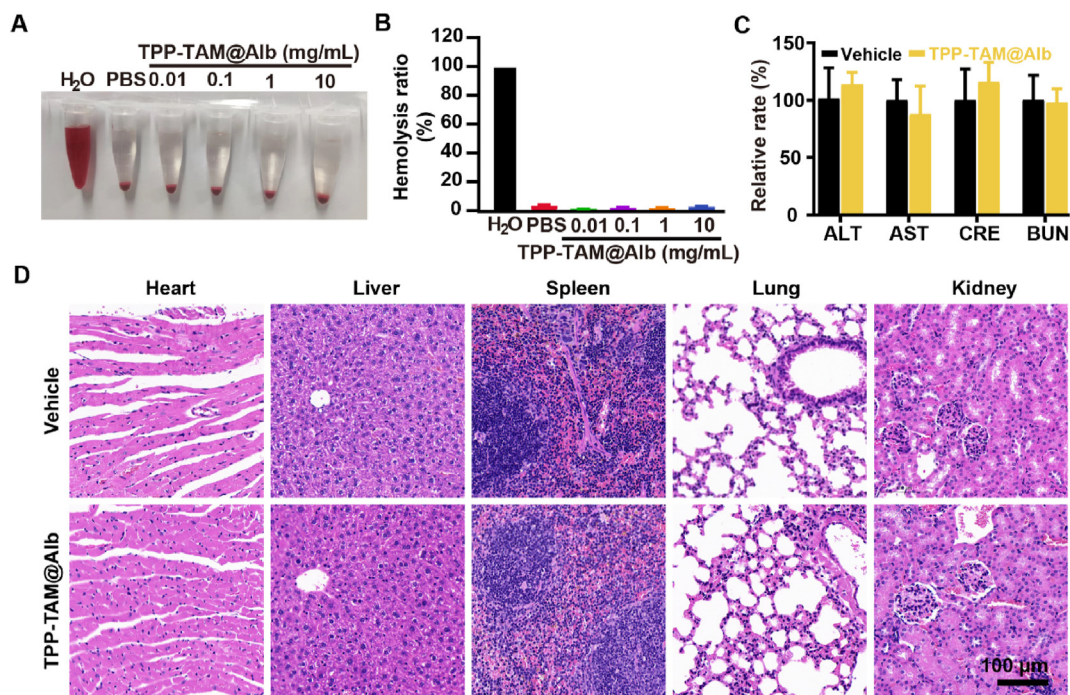 A
TPP-TAM@Alb (mg/mL)
H₂O PBS 0.01 0.1 1 10
B
Hemolysis ratio
(%)
120
100
80
60
40
20
0
H₂O PBS 0.01 0.1 1 10
TPP-TAM@Alb (mg/mL)
C
Relative rate (%)
150
100
50
0
Vehicle TPP-TAM@Alb
ALT AST CRE BUN
D
Heart Liver Spleen Lung Kidney
Vehicle
TPP-TAM@Alb
100 μm